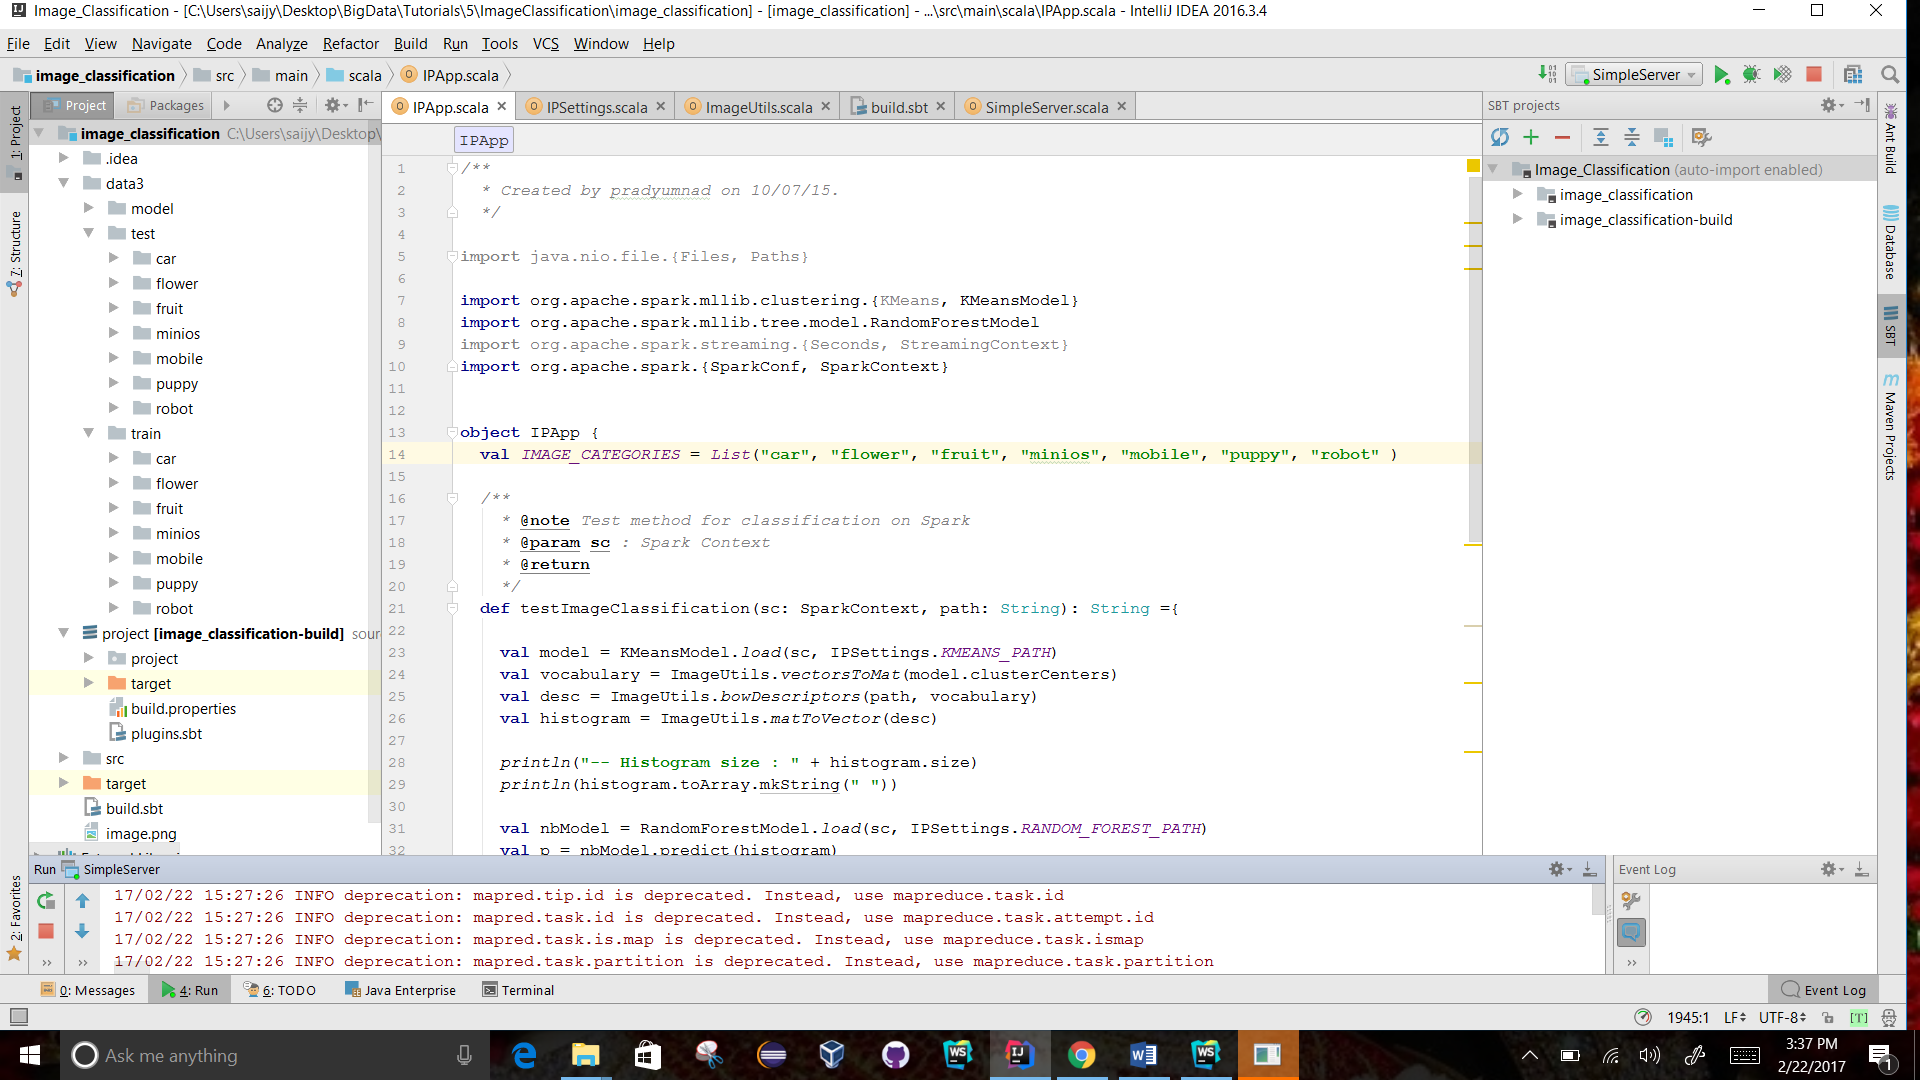 Image_Classification - [C:\Users\saijy\Desktop\BigData\Tutorials\5\ImageClassification\image_classification] - [image_classification] - ...\src\main\scala\IPApp.scala - IntelliJ IDEA 2016.3.4
File Edit View Navigate Code Analyze Refactor Build Run Tools VCS Window Help
image_classification src main scala IPApp.scala
SimpleServer
Project Packages
IPApp.scala IPSettings.scala ImageUtils.scala build.sbt SimpleServer.scala
SBT projects
1: Project
7: Structure
2: Favorites
image_classification C:\Users\saijy\Desktop\
.idea
data3
model
test
car
flower
fruit
minios
mobile
puppy
robot
train
car
flower
fruit
minios
mobile
puppy
robot
project [image_classification-build] sour
project
target
build.properties
plugins.sbt
src
target
build.sbt
image.png
IPApp
1 /**
2 * Created by pradyumnad on 10/07/15.
3 */
4
5 import java.nio.file.{Files, Paths}
6
7 import org.apache.spark.mllib.clustering.{KMeans, KMeansModel}
8 import org.apache.spark.mllib.tree.model.RandomForestModel
9 import org.apache.spark.streaming.{Seconds, StreamingContext}
10 import org.apache.spark.{SparkConf, SparkContext}
11
12
13 object IPApp {
14 val IMAGE_CATEGORIES = List("car", "flower", "fruit", "minios", "mobile", "puppy", "robot" )
15
16 /**
17 * @note Test method for classification on Spark
18 * @param sc : Spark Context
19 * @return
20 */
21 def testImageClassification(sc: SparkContext, path: String): String ={
22
23 val model = KMeansModel.load(sc, IPSettings.KMEANS_PATH)
24 val vocabulary = ImageUtils.vectorsToMat(model.clusterCenters)
25 val desc = ImageUtils.bowDescriptors(path, vocabulary)
26 val histogram = ImageUtils.matToVector(desc)
27
28 println("-- Histogram size : " + histogram.size)
29 println(histogram.toArray.mkString(" "))
30
31 val nbModel = RandomForestModel.load(sc, IPSettings.RANDOM_FOREST_PATH)
32 val p = nbModel.predict(histogram)
Image_Classification (auto-import enabled)
image_classification
image_classification-build
Ant Build
Database
SBT
Maven Projects
Run SimpleServer
17/02/22 15:27:26 INFO deprecation: mapred.tip.id is deprecated. Instead, use mapreduce.task.id
17/02/22 15:27:26 INFO deprecation: mapred.task.id is deprecated. Instead, use mapreduce.task.attempt.id
17/02/22 15:27:26 INFO deprecation: mapred.task.is.map is deprecated. Instead, use mapreduce.task.ismap
17/02/22 15:27:26 INFO deprecation: mapred.task.partition is deprecated. Instead, use mapreduce.task.partition
Event Log
0: Messages 4: Run 6: TODO Java Enterprise Terminal Event Log
1945:1 LF UTF-8 [T]
Ask me anything
3:37 PM
2/22/2017
1